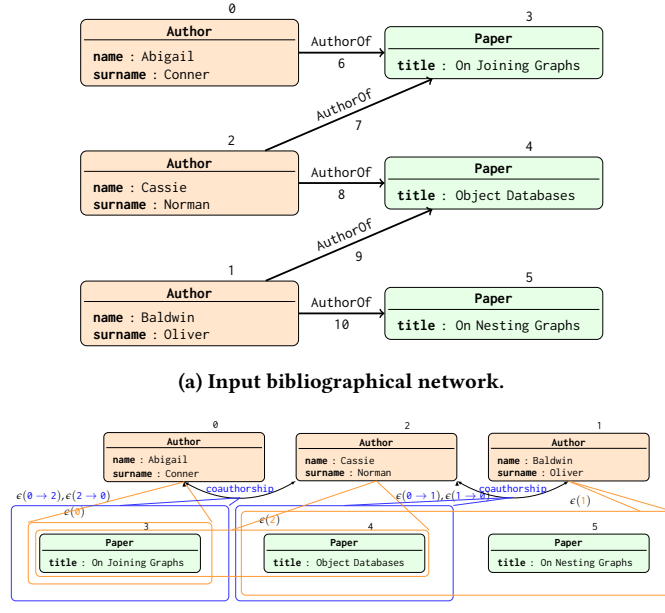 0
Author
name : Abigail
surname : Conner
AuthorOf
6
3
Paper
title : On Joining Graphs
AuthorOf
7
2
Author
name : Cassie
surname : Norman
AuthorOf
8
4
Paper
title : Object Databases
AuthorOf
9
1
Author
name : Baldwin
surname : Oliver
AuthorOf
10
5
Paper
title : On Nesting Graphs
(a) Input bibliographical network.
0
Author
name : Abigail
surname : Conner
2
Author
name : Cassie
surname : Norman
1
Author
name : Baldwin
surname : Oliver
coauthorship
coauthorship
ϵ(0 → 2),ϵ(2 → 0)
ϵ(0 → 1),ϵ(1 → 0)
ϵ(1)
ϵ(0)
ϵ(2)
3
Paper
title : On Joining Graphs
4
Paper
title : Object Databases
5
Paper
title : On Nesting Graphs